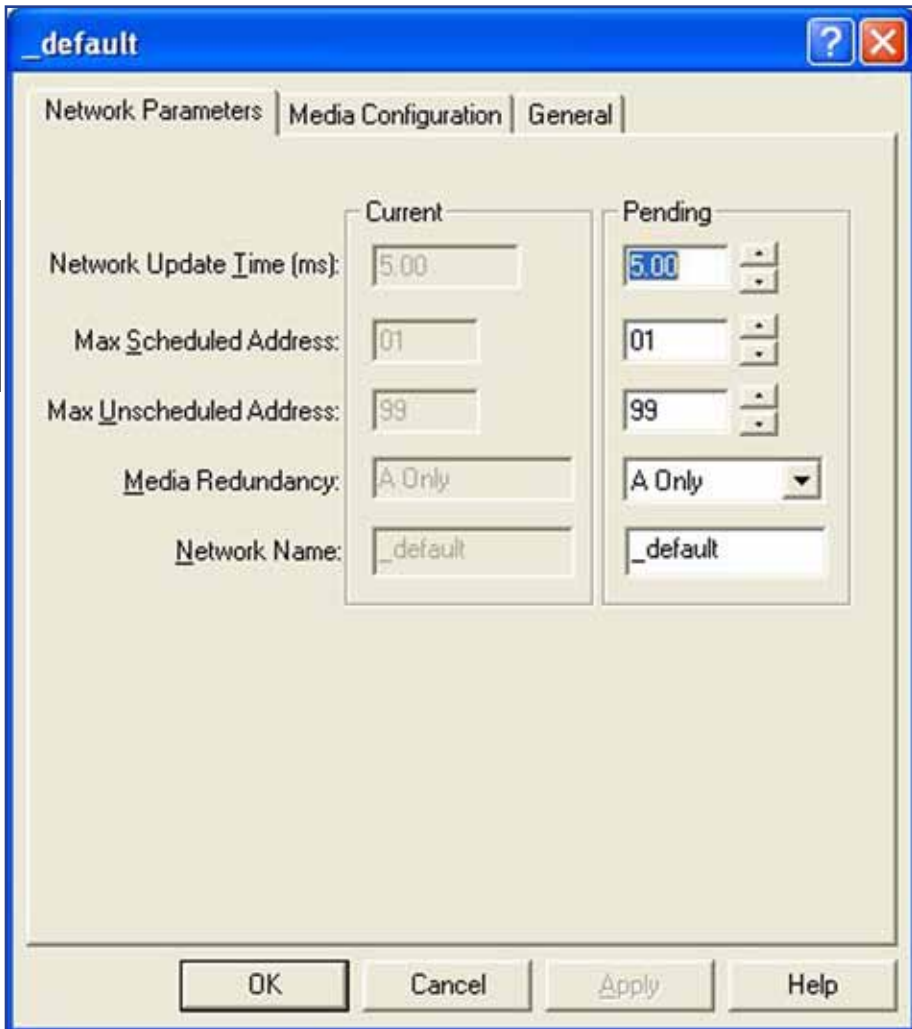 _default
Network Parameters Media Configuration General
Current Pending
Network Update Time (ms): 5.00 5.00
Max Scheduled Address: 01 01
Max Unscheduled Address: 99 99
Media Redundancy: A Only A Only
Network Name: _default _default
OK Cancel Apply Help